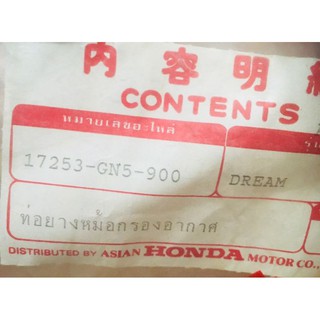 内容明細
CONTENTS
หมายเลขอะไหล่
17253-GN5-900
DREAM
ท่อยางหม้อกรองอากาศ
DISTRIBUTED BY ASIAN HONDA MOTOR CO.,